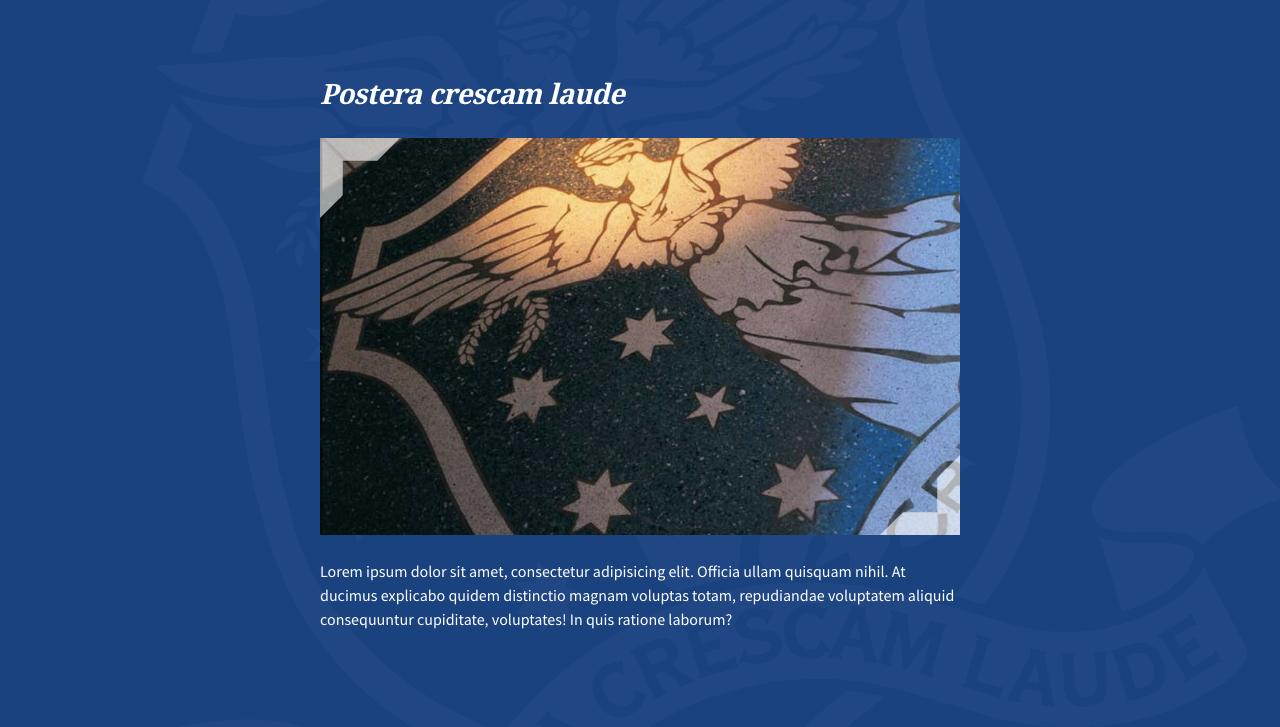 Postera crescam laude
Lorem ipsum dolor sit amet, consectetur adipisicing elit. Officia ullam quisquam nihil. At
ducimus explicabo quidem distinctio magnam voluptas totam, repudiandae voluptatem aliquid
consequuntur cupiditate, voluptates! In quis ratione laborum?
CRESCAM LAUDE